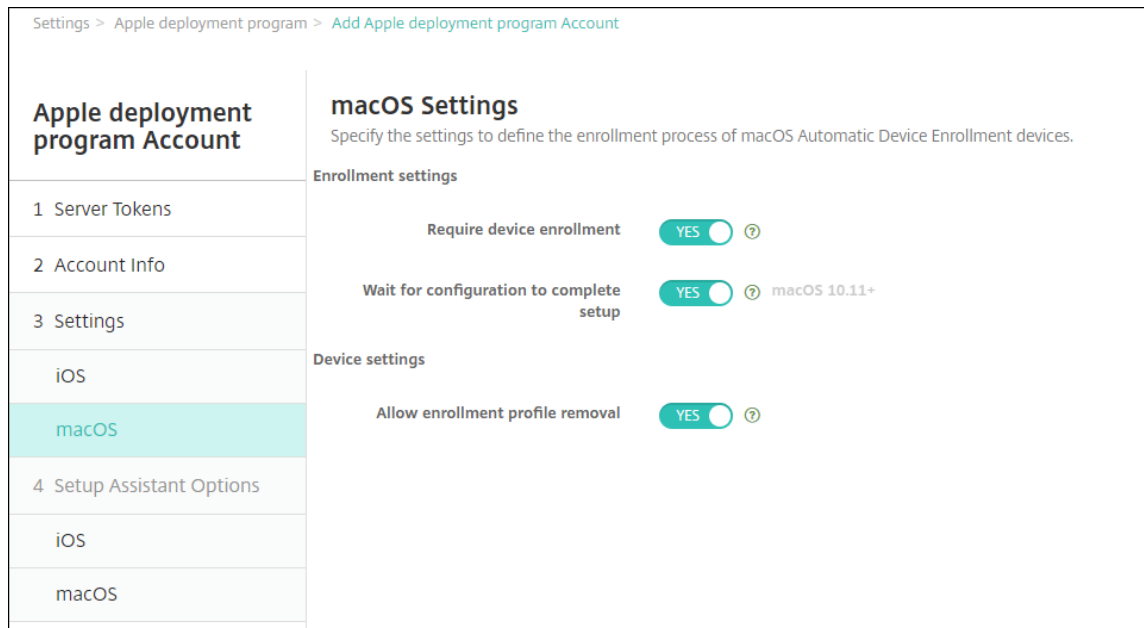 Settings > Apple deployment program > Add Apple deployment program Account
Apple deployment
program Account
1 Server Tokens
2 Account Info
3 Settings
iOS
macOS
4 Setup Assistant Options
iOS
macOS
macOS Settings
Specify the settings to define the enrollment process of macOS Automatic Device Enrollment devices.
Enrollment settings
Require device enrollment YES ?
Wait for configuration to complete YES ? macOS 10.11+
setup
Device settings
Allow enrollment profile removal YES ?